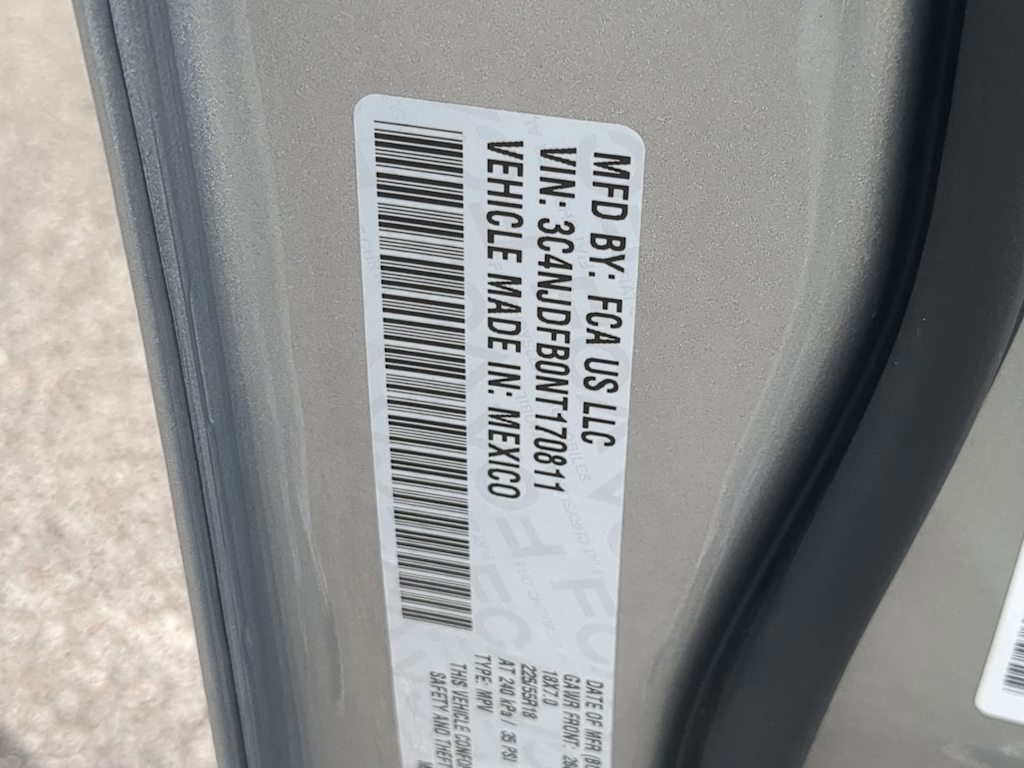 MFD BY: FCA US LLC
VIN: 3C4NJDFB0NT170811
VEHICLE MADE IN: MEXICO
DATE OF MFR
GAWR FRONT:
18X7.0
225/55R18
AT 240 kPa / 35 PSI
TYPE: MPV
THIS VEHICLE
SAFETY AND THEFT